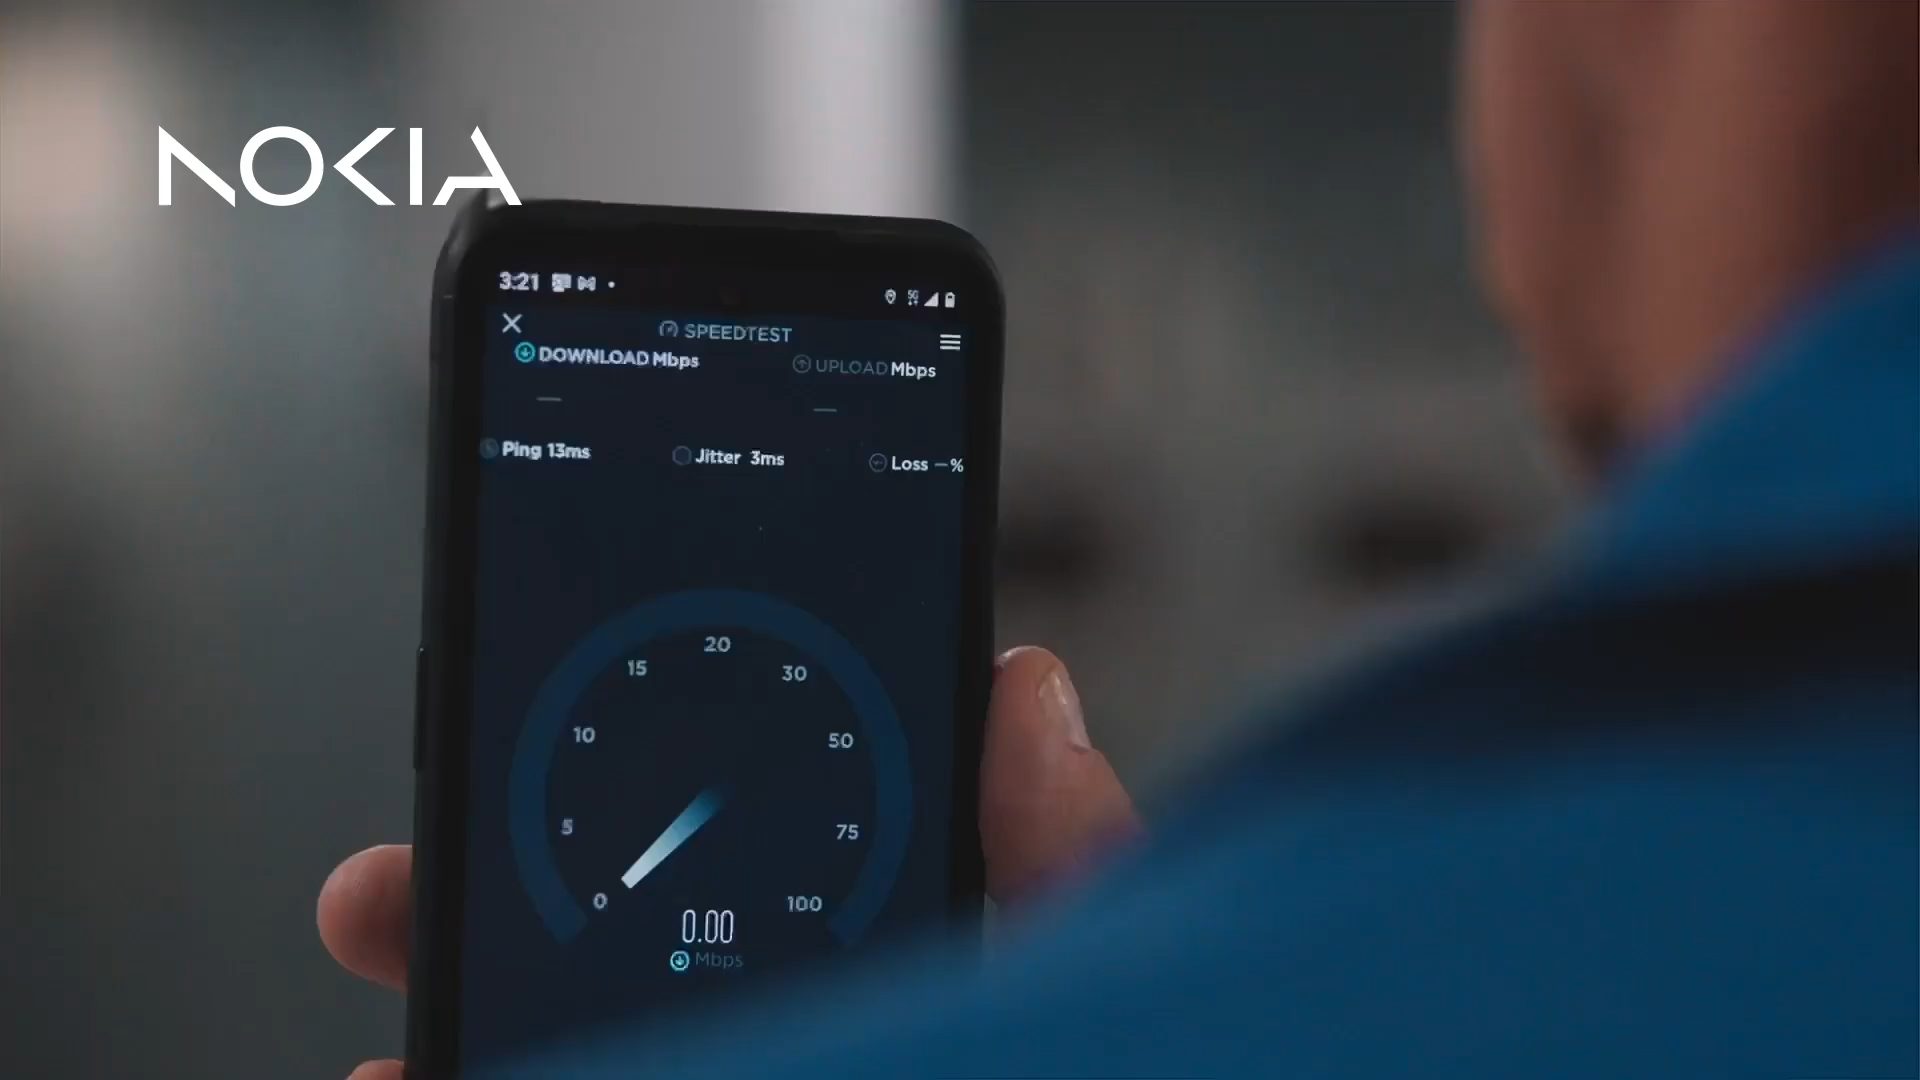 NOKIA
3:21
5G
SPEEDTEST
DOWNLOAD Mbps
UPLOAD Mbps
—
—
Ping 13ms
Jitter 3ms
Loss —%
20
15
30
10
50
5
75
0
100
0.00
Mbps